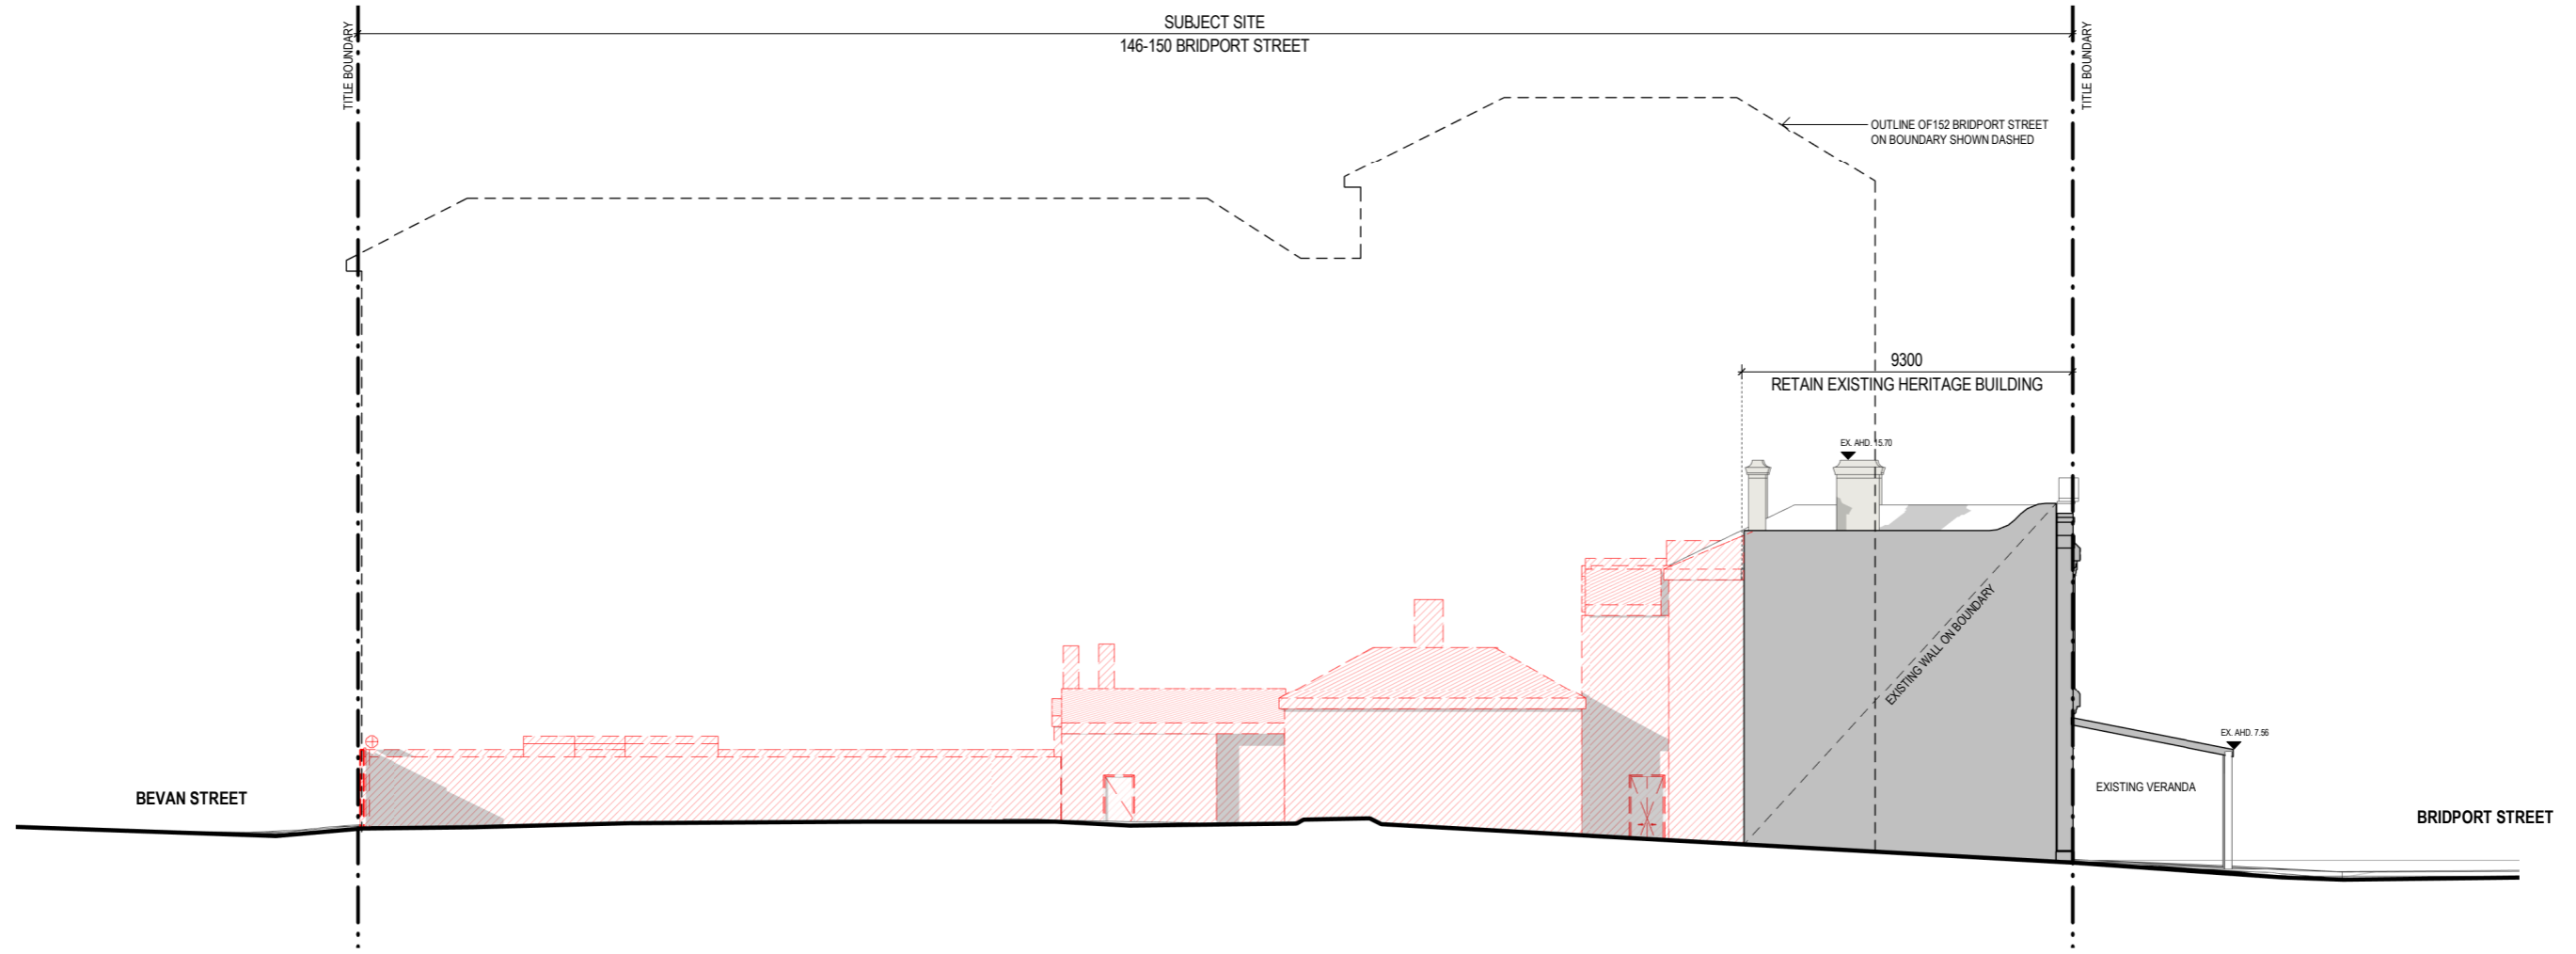 SUBJECT SITE
146-150 BRIDPORT STREET
TITLE BOUNDARY
TITLE BOUNDARY
OUTLINE OF152 BRIDPORT STREET
ON BOUNDARY SHOWN DASHED
9300
RETAIN EXISTING HERITAGE BUILDING
EX. AHD. 15.70
EXISTING WALL ON BOUNDARY
EX. AHD. 7.56
EXISTING VERANDA
BEVAN STREET
BRIDPORT STREET